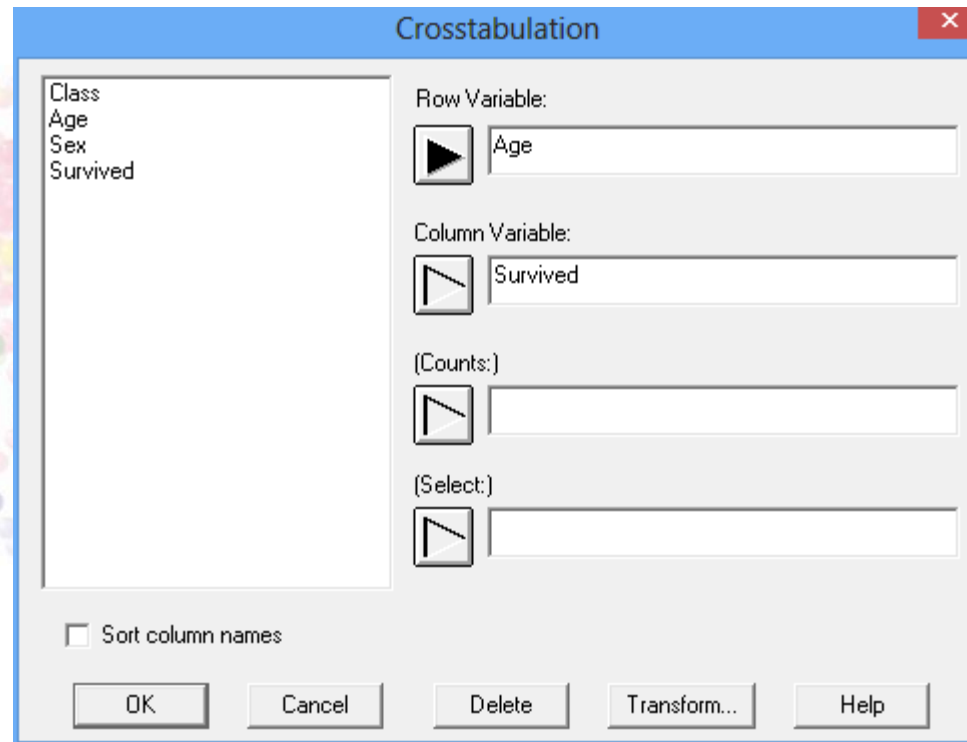 Crosstabulation
Class
Age
Sex
Survived
Row Variable:
Age
Column Variable:
Survived
(Counts:)
(Select:)
Sort column names
OK
Cancel
Delete
Transform...
Help